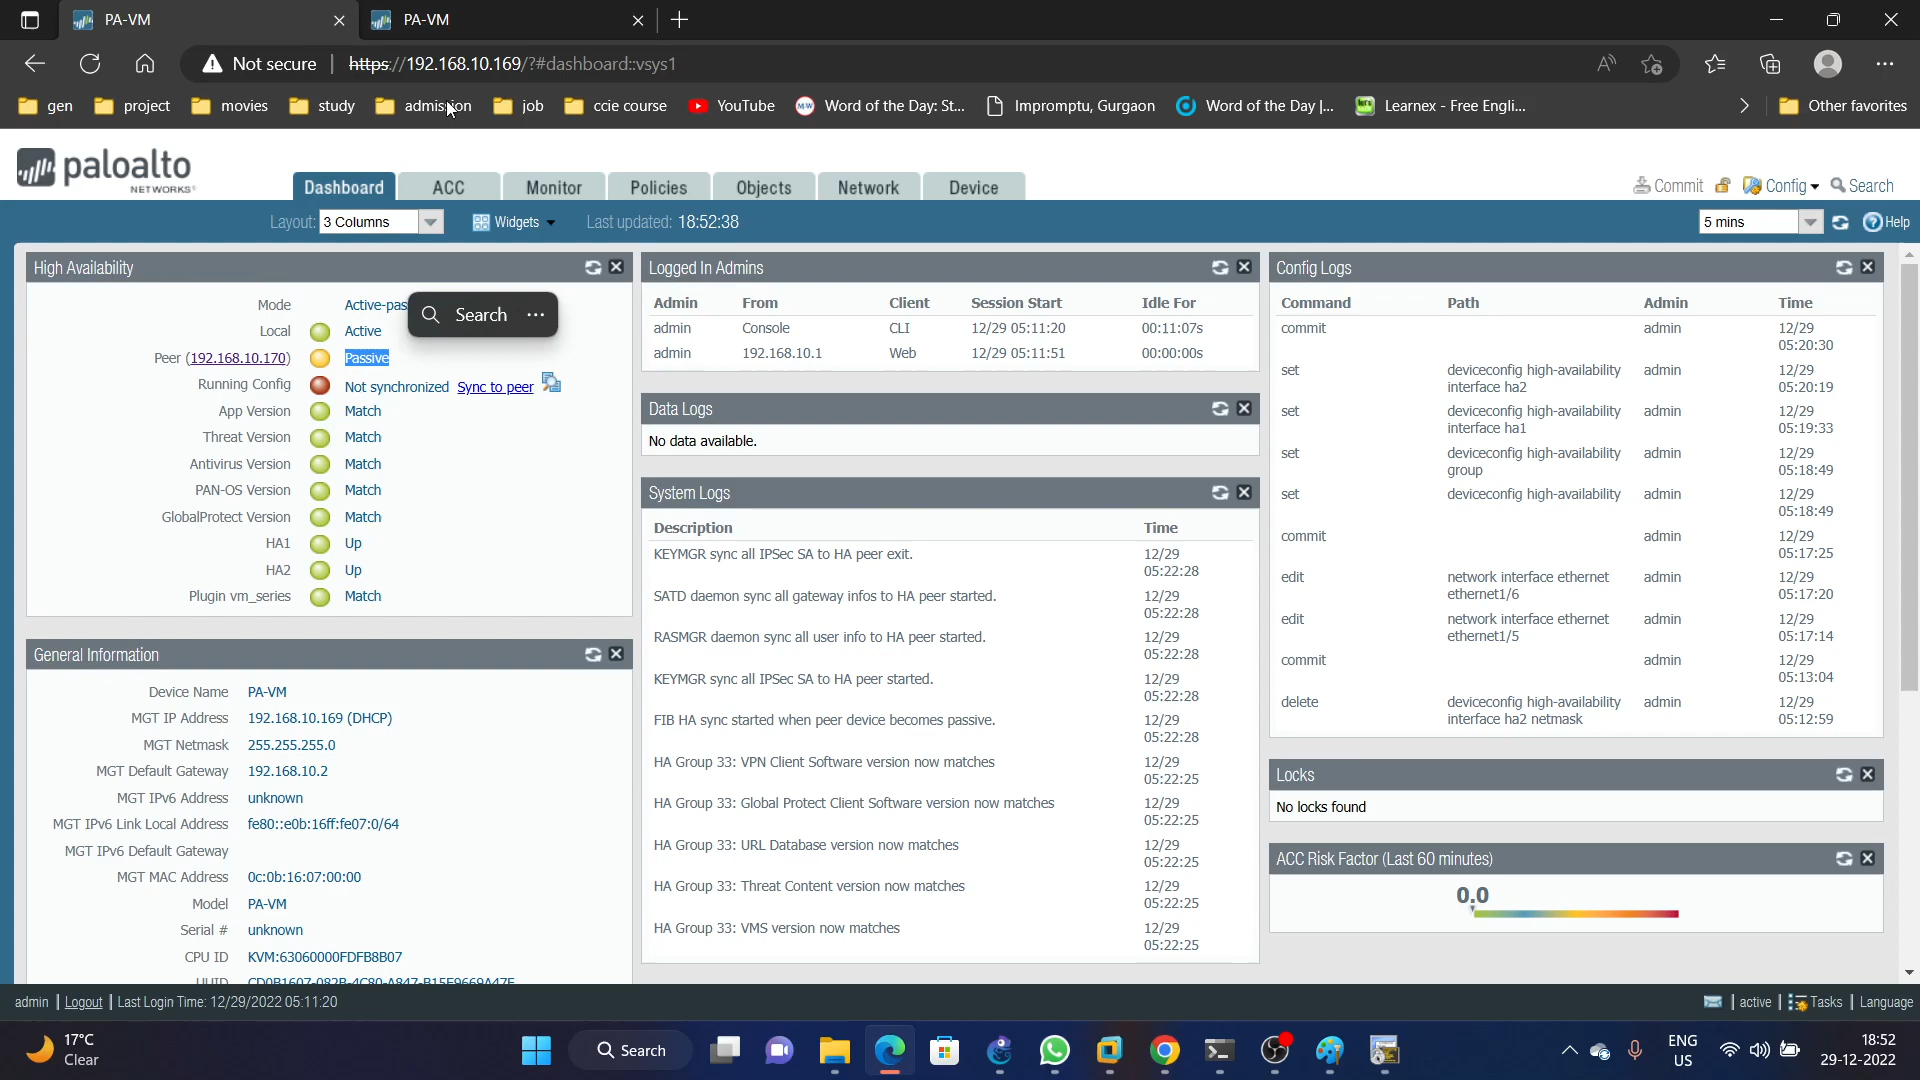 PA-VM
PA-VM
Not secure https://192.168.10.169/?#dashboard::vsys1
gen project movies study admission job ccie course YouTube Word of the Day: St... Impromptu, Gurgaon Word of the Day |... Learnex - Free Engli... Other favorites
paloalto
NETWORKS
Dashboard ACC Monitor Policies Objects Network Device
Commit Config Search
Layout: 3 Columns Widgets Last updated: 18:52:38 5 mins Help
High Availability
Mode Active-pas
Search ...
Local Active
Peer (192.168.10.170) Passive
Running Config Not synchronized Sync to peer
App Version Match
Threat Version Match
Antivirus Version Match
PAN-OS Version Match
GlobalProtect Version Match
HA1 Up
HA2 Up
Plugin vm_series Match
General Information
Device Name PA-VM
MGT IP Address 192.168.10.169 (DHCP)
MGT Netmask 255.255.255.0
MGT Default Gateway 192.168.10.2
MGT IPv6 Address unknown
MGT IPv6 Link Local Address fe80::e0b:16ff:fe07:0/64
MGT IPv6 Default Gateway
MGT MAC Address 0c:0b:16:07:00:00
Model PA-VM
Serial # unknown
CPU ID KVM:63060000FDFB8B07
Logged In Admins
Admin From Client Session Start Idle For
admin Console CLI 12/29 05:11:20 00:11:07s
admin 192.168.10.1 Web 12/29 05:11:51 00:00:00s
Data Logs
No data available.
System Logs
Description Time
KEYMGR sync all IPSec SA to HA peer exit. 12/29
05:22:28
SATD daemon sync all gateway infos to HA peer started. 12/29
05:22:28
RASMGR daemon sync all user info to HA peer started. 12/29
05:22:28
KEYMGR sync all IPSec SA to HA peer started. 12/29
05:22:28
FIB HA sync started when peer device becomes passive. 12/29
05:22:28
HA Group 33: VPN Client Software version now matches 12/29
05:22:25
HA Group 33: Global Protect Client Software version now matches 12/29
05:22:25
HA Group 33: URL Database version now matches 12/29
05:22:25
HA Group 33: Threat Content version now matches 12/29
05:22:25
HA Group 33: VMS version now matches 12/29
05:22:25
Config Logs
Command Path Admin Time
commit admin 12/29
05:20:30
set deviceconfig high-availability admin 12/29
interface ha2 05:20:19
set deviceconfig high-availability admin 12/29
interface ha1 05:19:33
set deviceconfig high-availability admin 12/29
group 05:18:49
set deviceconfig high-availability admin 12/29
05:18:49
commit admin 12/29
05:17:25
edit network interface ethernet admin 12/29
ethernet1/6 05:17:20
edit network interface ethernet admin 12/29
ethernet1/5 05:17:14
commit admin 12/29
05:13:04
delete deviceconfig high-availability admin 12/29
interface ha2 netmask 05:12:59
Locks
No locks found
ACC Risk Factor (Last 60 minutes)
0.0
admin | Logout | Last Login Time: 12/29/2022 05:11:20 | active | Tasks | Language
17°C
Clear
Search
ENG
US
18:52
29-12-2022